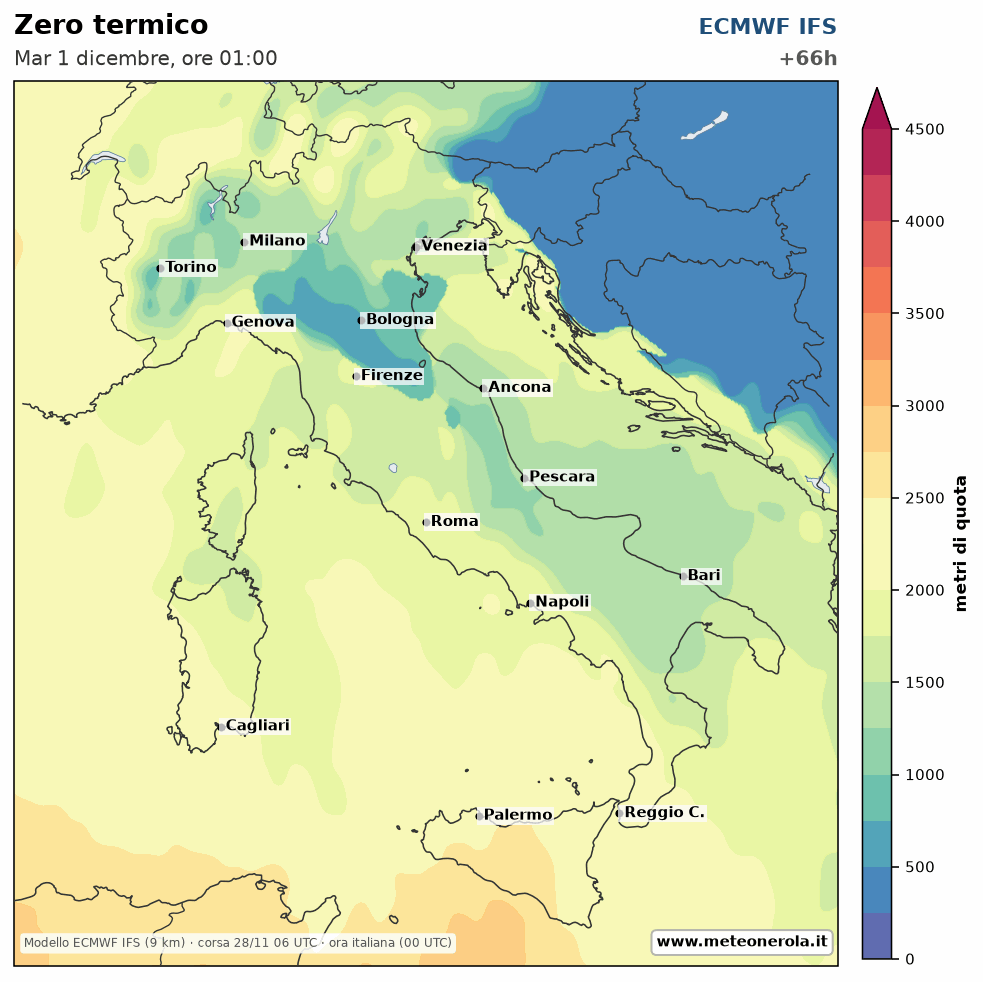 Zero termico
ECMWF IFS
Mar 1 dicembre, ore 01:00
+66h
Milano
Venezia
Torino
Genova
Bologna
Firenze
Ancona
Pescara
Roma
Bari
Napoli
Cagliari
Palermo
Reggio C.
4500
4000
3500
3000
2500
2000
1500
1000
500
0
metri di quota
Modello ECMWF IFS (9 km) · corsa 28/11 06 UTC · ora italiana (00 UTC)
www.meteonerola.it